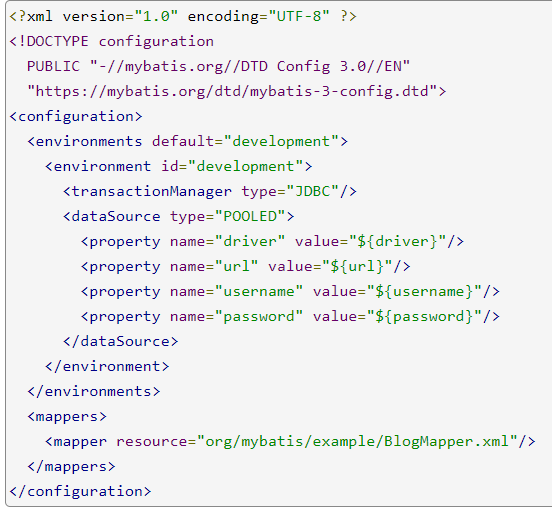 <?xml version="1.0" encoding="UTF-8" ?>
<!DOCTYPE configuration
  PUBLIC "-//mybatis.org//DTD Config 3.0//EN"
  "https://mybatis.org/dtd/mybatis-3-config.dtd">
<configuration>
  <environments default="development">
    <environment id="development">
      <transactionManager type="JDBC"/>
      <dataSource type="POOLED">
        <property name="driver" value="${driver}"/>
        <property name="url" value="${url}"/>
        <property name="username" value="${username}"/>
        <property name="password" value="${password}"/>
      </dataSource>
    </environment>
  </environments>
  <mappers>
    <mapper resource="org/mybatis/example/BlogMapper.xml"/>
  </mappers>
</configuration>